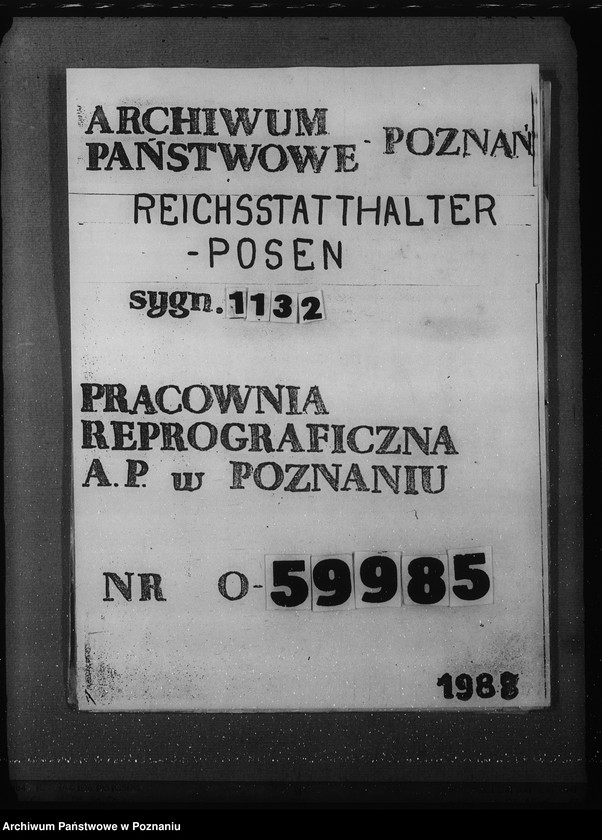 ARCHIWUM
PAŃSTWOWE - POZNAŃ
REICHSSTATTHALTER
-POSEN
sygn. 1132
PRACOWNIA
REPROGRAFICZNA
A.P. w POZNANIU
NR O-59985
1988
Archiwum Państwowe w Poznaniu